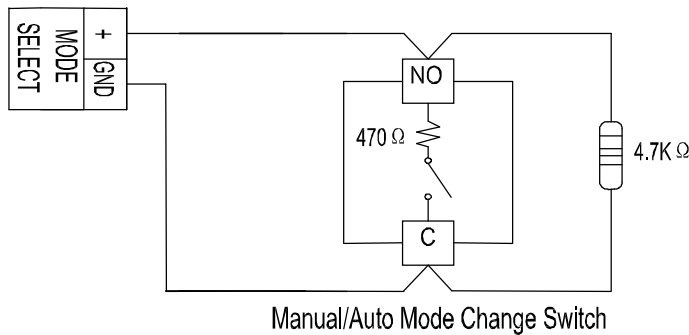 MODE SELECT
+
GND
NO
470 Ω
4.7K Ω
C
Manual/Auto Mode Change Switch